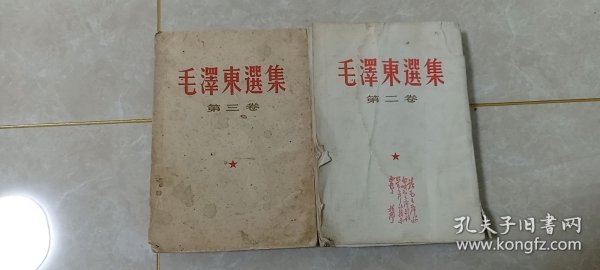 毛澤東選集
第三卷
毛澤東選集
第二卷
孔夫子旧书网
www.kongfz.com